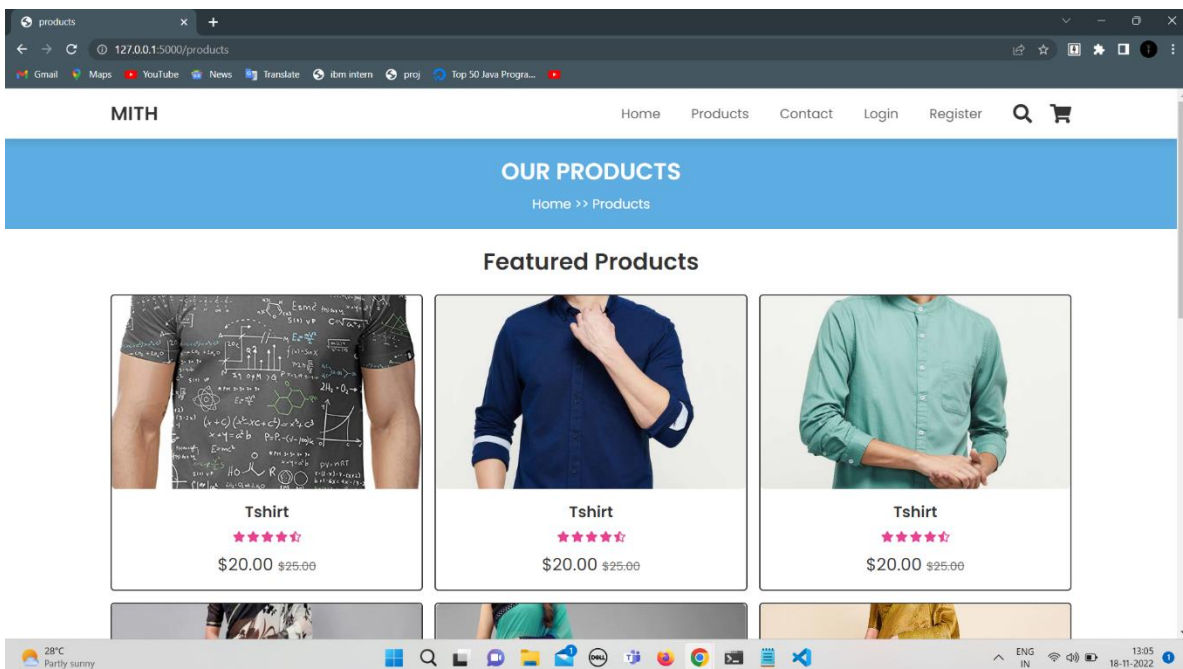 products
127.0.0.1:5000/products
Gmail Maps YouTube News Translate ibm intern proj Top 50 Java Progra...
MITH Home Products Contact Login Register
OUR PRODUCTS
Home >> Products
Featured Products
Tshirt Tshirt Tshirt
$20.00 $25.00 $20.00 $25.00 $20.00 $25.00
28°C
Partly sunny
ENG
IN
13:05
18-11-2022
1